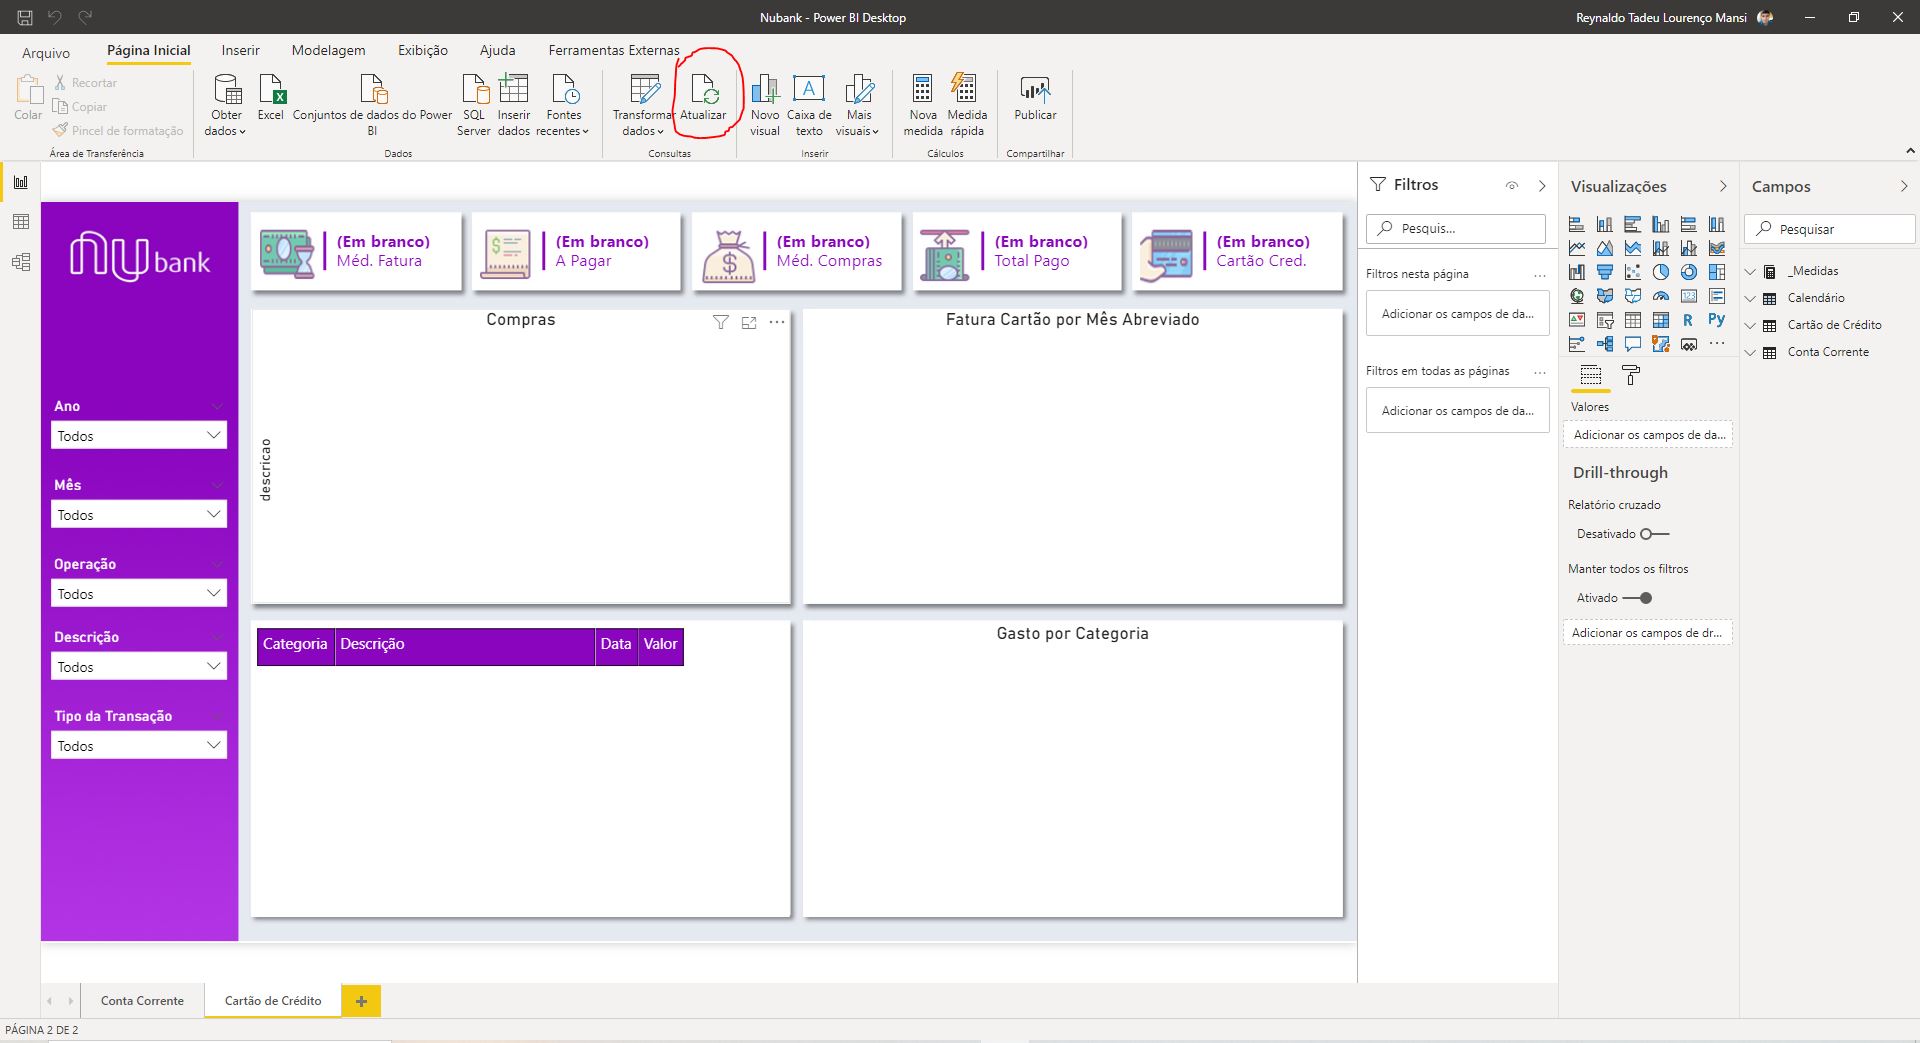 Nubank - Power BI Desktop
Reynaldo Tadeu Lourenço Mansi
Arquivo
Página Inicial
Inserir
Modelagem
Exibição
Ajuda
Ferramentas Externas
Colar
Recortar
Copiar
Pincel de formatação
Área de Transferência
Obter
dados
Excel
Conjuntos de dados do Power
BI
SQL
Server
Inserir
dados
Fontes
recentes
Dados
Transformar
dados
Atualizar
Consultas
Novo
visual
A
Caixa de
texto
Mais
visuais
Inserir
Nova
medida
Medida
rápida
Cálculos
Publicar
Compartilhar
nu bank
Ano
Todos
Mês
Todos
Operação
Todos
Descrição
Todos
Tipo da Transação
Todos
(Em branco)
Méd. Fatura
(Em branco)
A Pagar
(Em branco)
Méd. Compras
(Em branco)
Total Pago
(Em branco)
Cartão Cred.
Compras
descricao
Fatura Cartão por Mês Abreviado
Categoria Descrição Data Valor
Gasto por Categoria
Filtros
Pesquis...
Filtros nesta página
...
Adicionar os campos de da...
Filtros em todas as páginas
...
Adicionar os campos de da...
Visualizações
123
R
Py
...
Valores
Adicionar os campos de da...
Drill-through
Relatório cruzado
Desativado
Manter todos os filtros
Ativado
Adicionar os campos de dr...
Campos
Pesquisar
_Medidas
Calendário
Cartão de Crédito
Conta Corrente
Conta Corrente
Cartão de Crédito
+
PÁGINA 2 DE 2